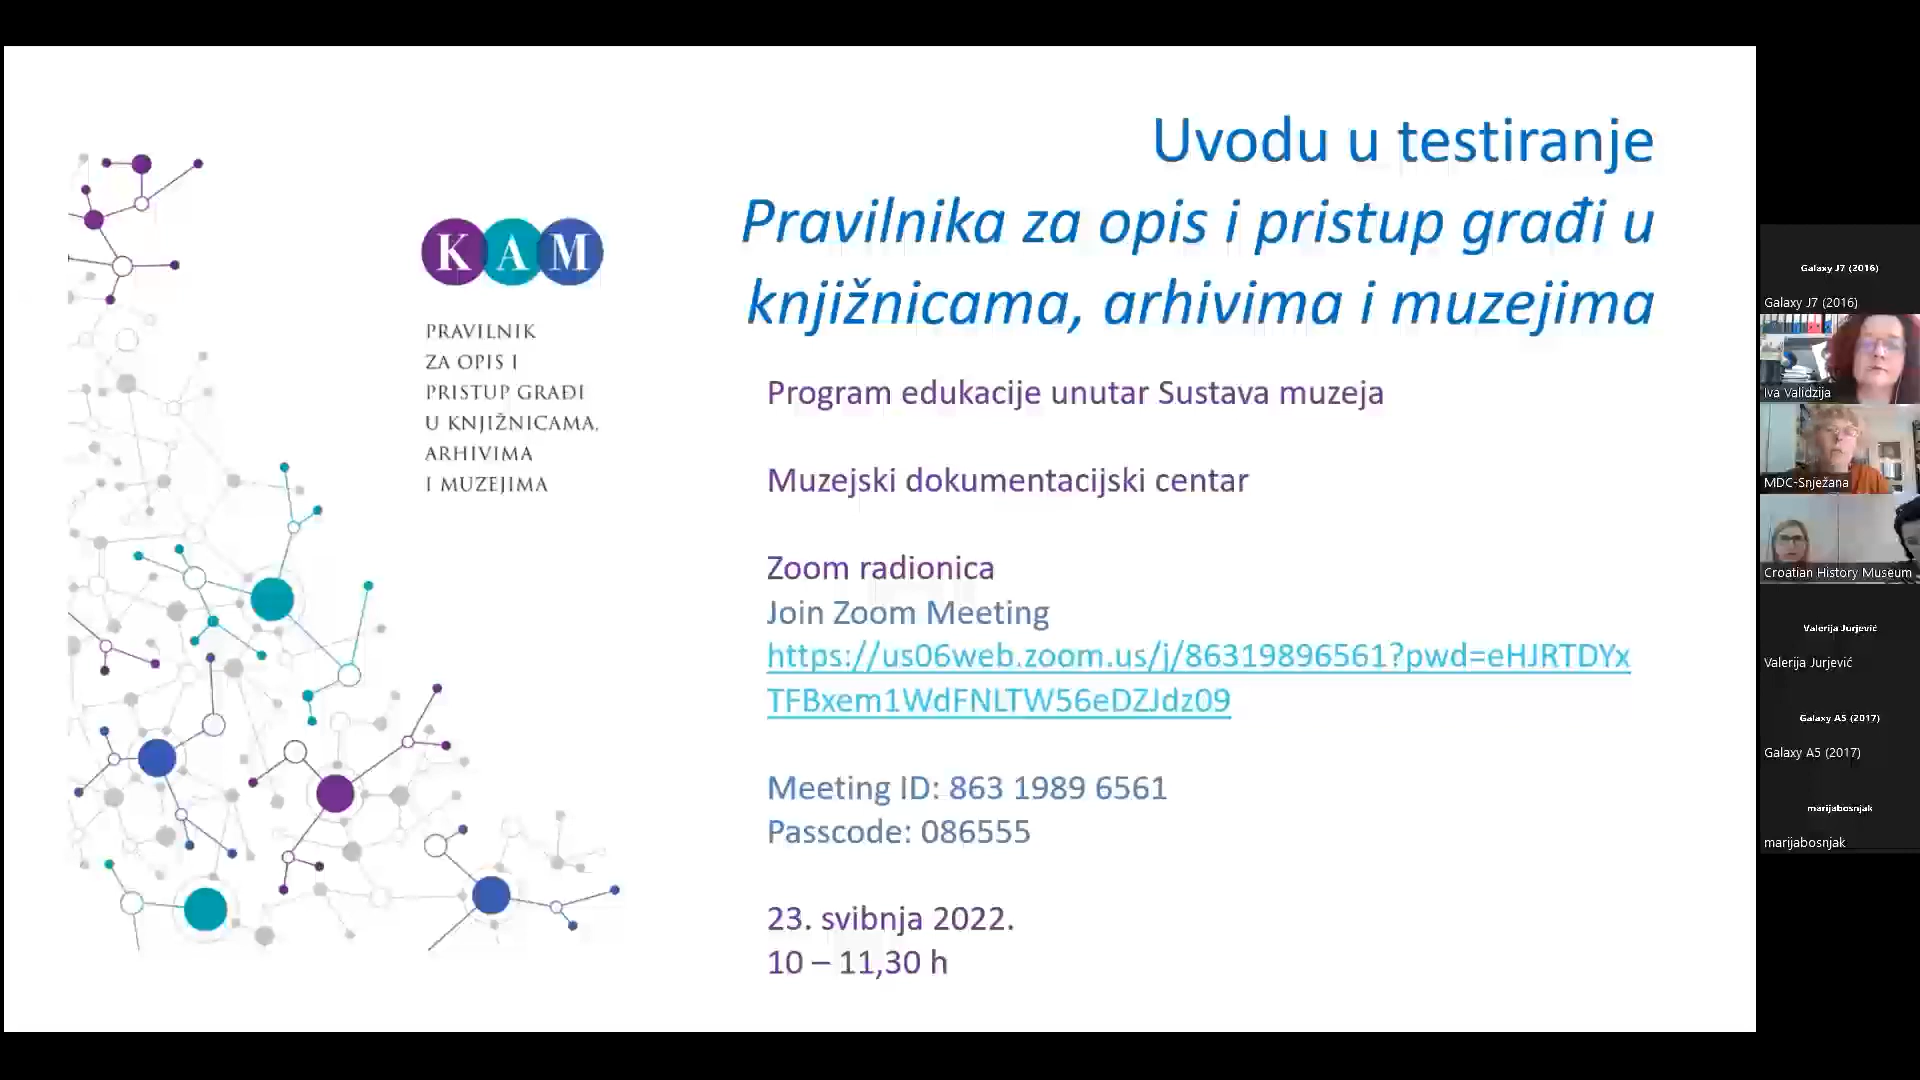 Uvodu u testiranje
Pravilnika za opis i pristup građi u
knjižnicama, arhivima i muzejima
KAM
PRAVILNIK
ZA OPIS I
PRISTUP GRAĐI
U KNJIŽNICAMA,
ARHIVIMA
I MUZEJIMA
Program edukacije unutar Sustava muzeja
Muzejski dokumentacijski centar
Zoom radionica
Join Zoom Meeting
https://us06web.zoom.us/j/86319896561?pwd=eHJRTDYx
TFBxem1WdFNLTW56eDZJdz09
Meeting ID: 863 1989 6561
Passcode: 086555
23. svibnja 2022.
10 – 11,30 h
Galaxy J7 (2016)
Galaxy J7 (2016)
Iva Validzija
MDC-Snježana
Croatian History Museum
Valerija Jurjević
Valerija Jurjević
Galaxy A5 (2017)
Galaxy A5 (2017)
marijabosnjak
marijabosnjak